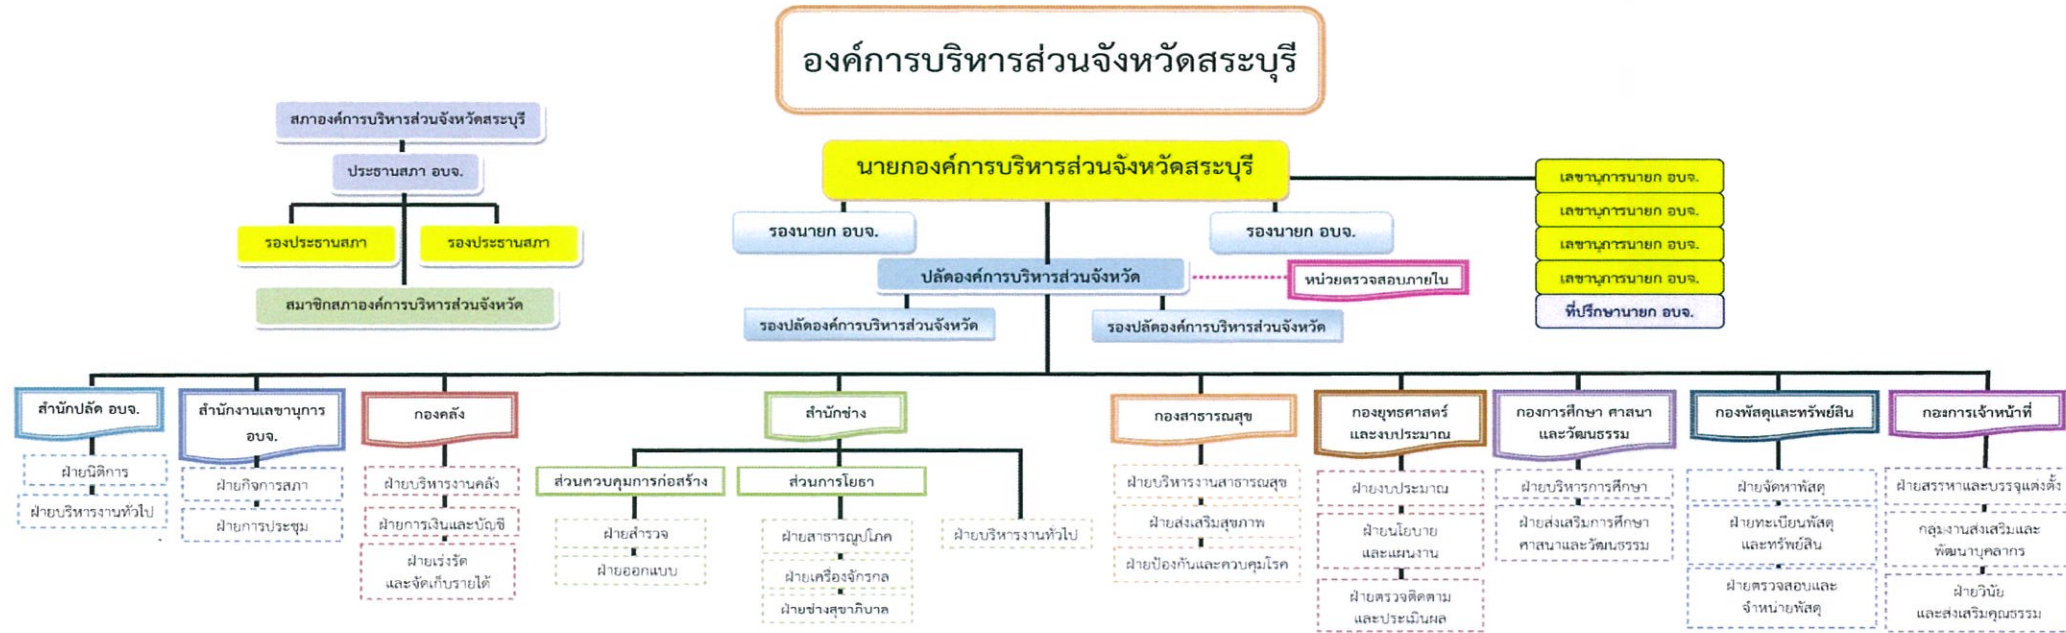 องค์การบริหารส่วนจังหวัดสระบุรี
สภาองค์การบริหารส่วนจังหวัดสระบุรี
ประธานสภา อบจ.
รองประธานสภา
รองประธานสภา
สมาชิกสภาองค์การบริหารส่วนจังหวัด
นายกองค์การบริหารส่วนจังหวัดสระบุรี
รองนายก อบจ.
รองนายก อบจ.
เลขานุการนายก อบจ.
เลขานุการนายก อบจ.
เลขานุการนายก อบจ.
เลขานุการนายก อบจ.
ที่ปรึกษานายก อบจ.
ปลัดองค์การบริหารส่วนจังหวัด
หน่วยตรวจสอบภายใน
รองปลัดองค์การบริหารส่วนจังหวัด
รองปลัดองค์การบริหารส่วนจังหวัด
สำนักปลัด อบจ.
ฝ่ายนิติการ
ฝ่ายบริหารงานทั่วไป
สำนักงานเลขานุการ
อบจ.
ฝ่ายกิจการสภา
ฝ่ายการประชุม
กองคลัง
ฝ่ายบริหารงานคลัง
ฝ่ายการเงินและบัญชี
ฝ่ายเร่งรัด
และจัดเก็บรายได้
สำนักช่าง
ส่วนควบคุมการก่อสร้าง
ฝ่ายสำรวจ
ฝ่ายออกแบบ
ส่วนการโยธา
ฝ่ายสาธารณูปโภค
ฝ่ายเครื่องจักรกล
ฝ่ายช่างสุขาภิบาล
ฝ่ายบริหารงานทั่วไป
กองสาธารณสุข
ฝ่ายบริหารงานสาธารณสุข
ฝ่ายส่งเสริมสุขภาพ
ฝ่ายป้องกันและควบคุมโรค
กองยุทธศาสตร์
และงบประมาณ
ฝ่ายงบประมาณ
ฝ่ายนโยบาย
และแผนงาน
ฝ่ายตรวจติดตาม
และประเมินผล
กองการศึกษา ศาสนา
และวัฒนธรรม
ฝ่ายบริหารการศึกษา
ฝ่ายส่งเสริมการศึกษา
ศาสนาและวัฒนธรรม
กองพัสดุและทรัพย์สิน
ฝ่ายจัดหาพัสดุ
ฝ่ายทะเบียนพัสดุ
และทรัพย์สิน
ฝ่ายตรวจสอบและ
จำหน่ายพัสดุ
กองการเจ้าหน้าที่
ฝ่ายสรรหาและบรรจุแต่งตั้ง
กลุ่มงานส่งเสริมและ
พัฒนาบุคลากร
ฝ่ายวินัย
และส่งเสริมคุณธรรม